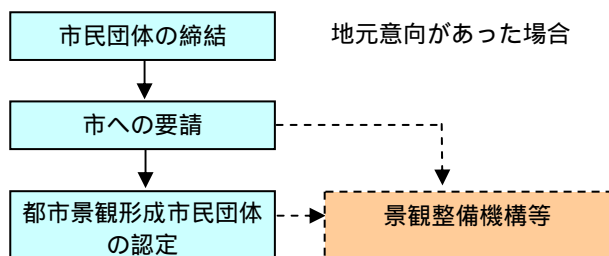 市民団体の締結
地元意向があった場合
市への要請
都市景観形成市民団体
の認定
景観整備機構等